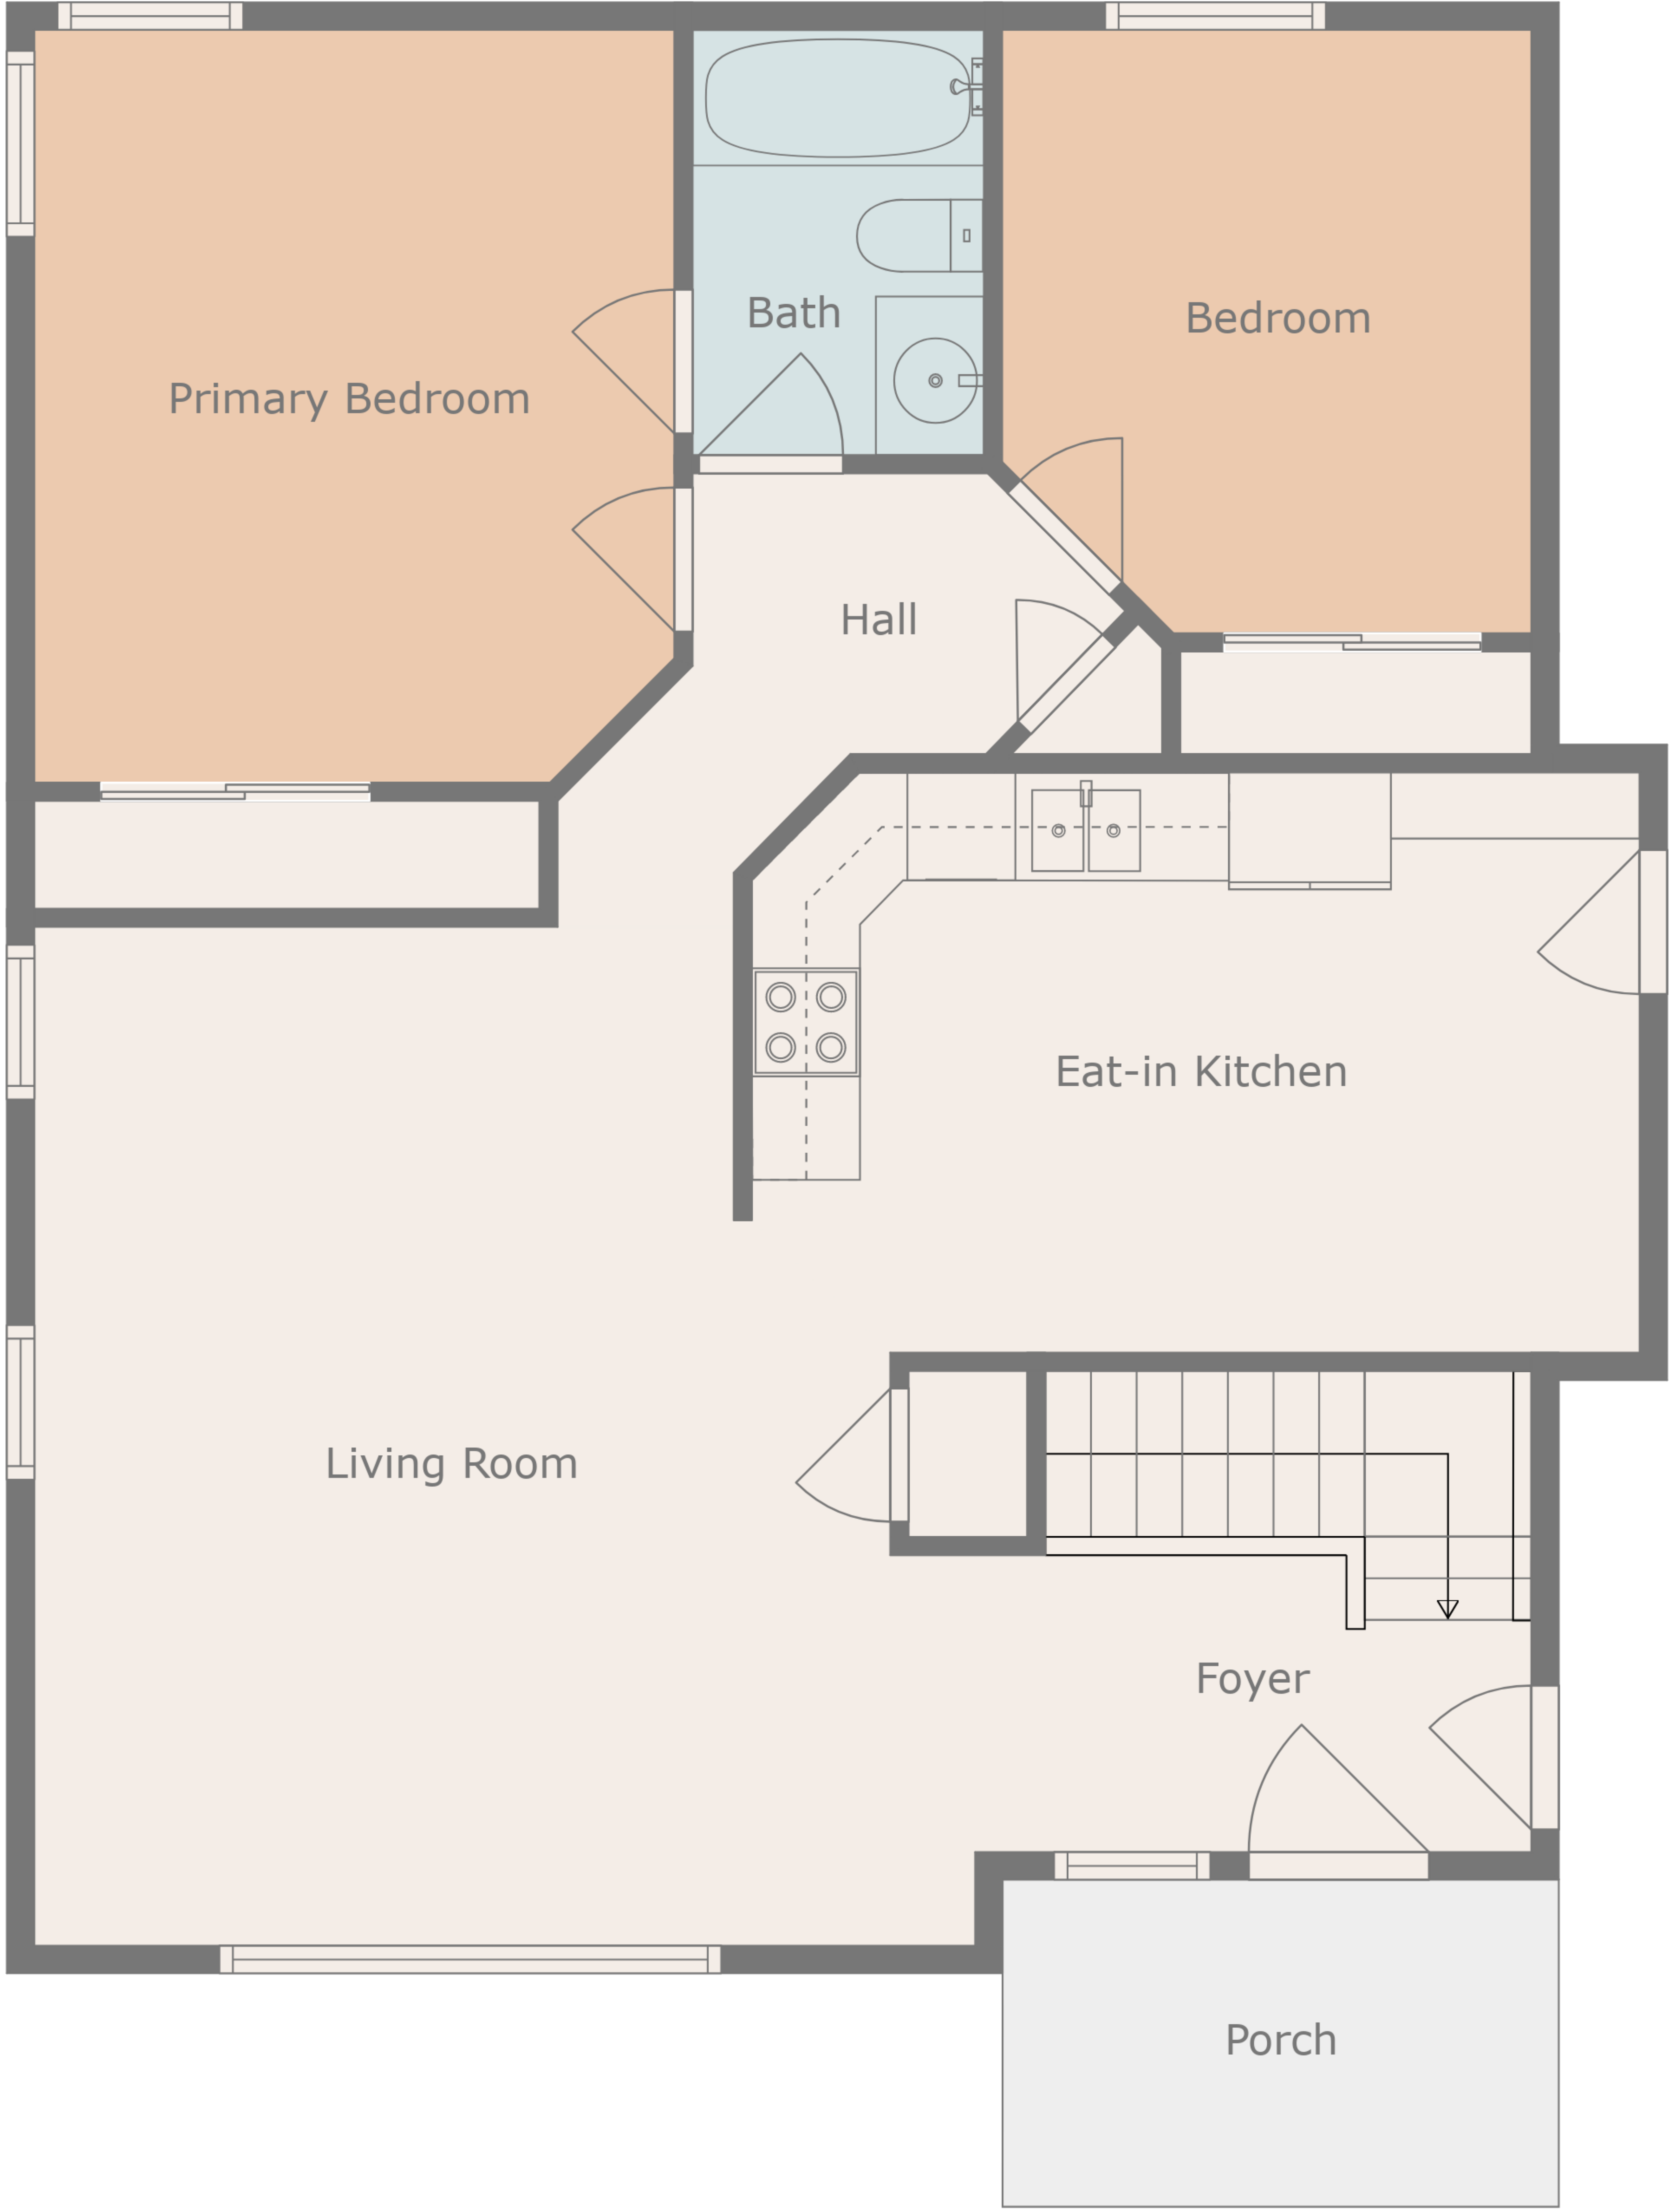 Bath
Bedroom
Primary Bedroom
Hall
Eat-in Kitchen
Living Room
Foyer
Porch